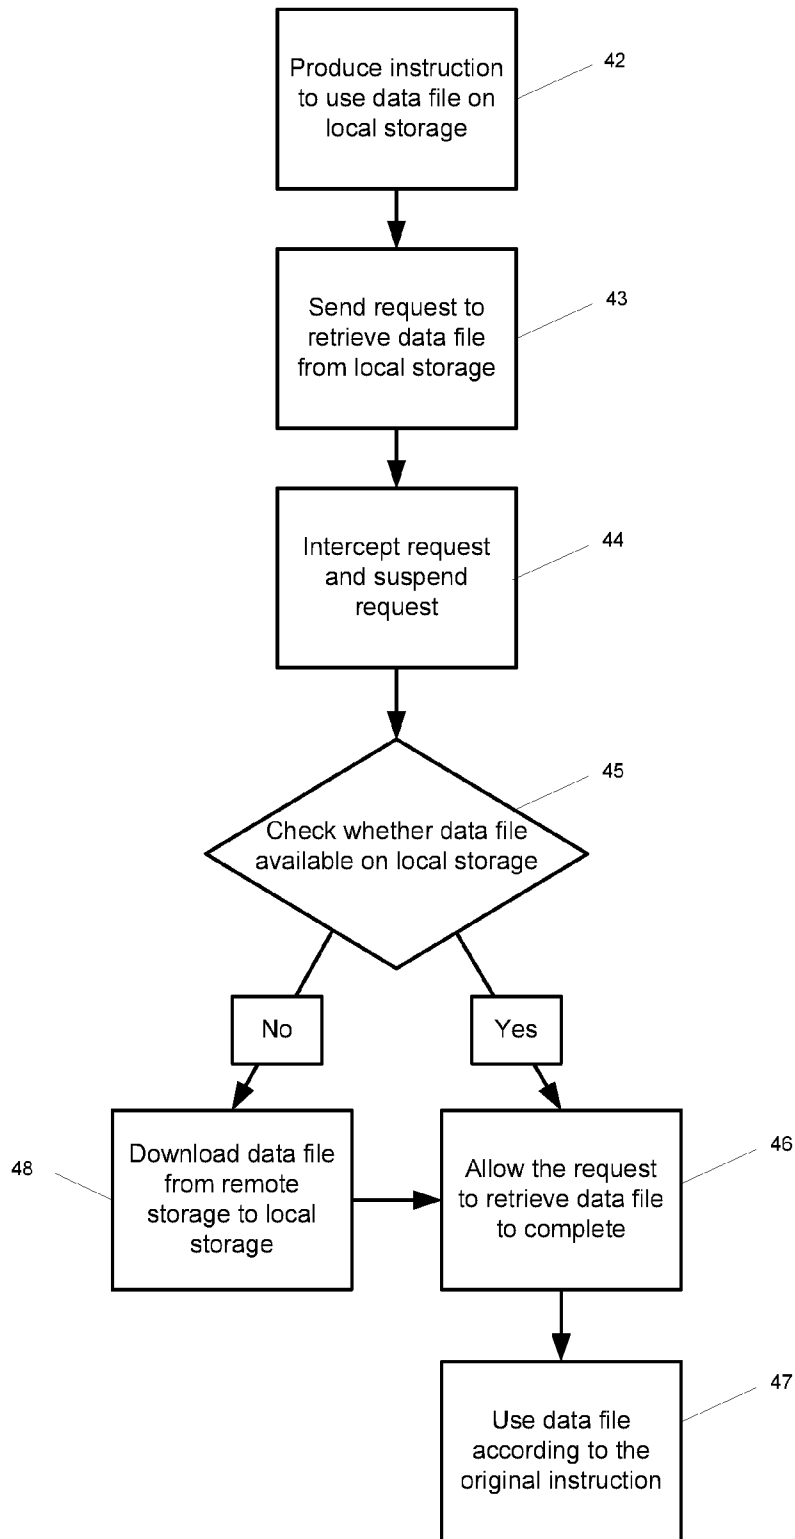 Produce instruction
to use data file on
local storage
42
Send request to
retrieve data file
from local storage
43
Intercept request
and suspend
request
44
Check whether data file
available on local storage
45
No
Yes
Download data file
from remote
storage to local
storage
48
Allow the request
to retrieve data file
to complete
46
Use data file
according to the
original instruction
47